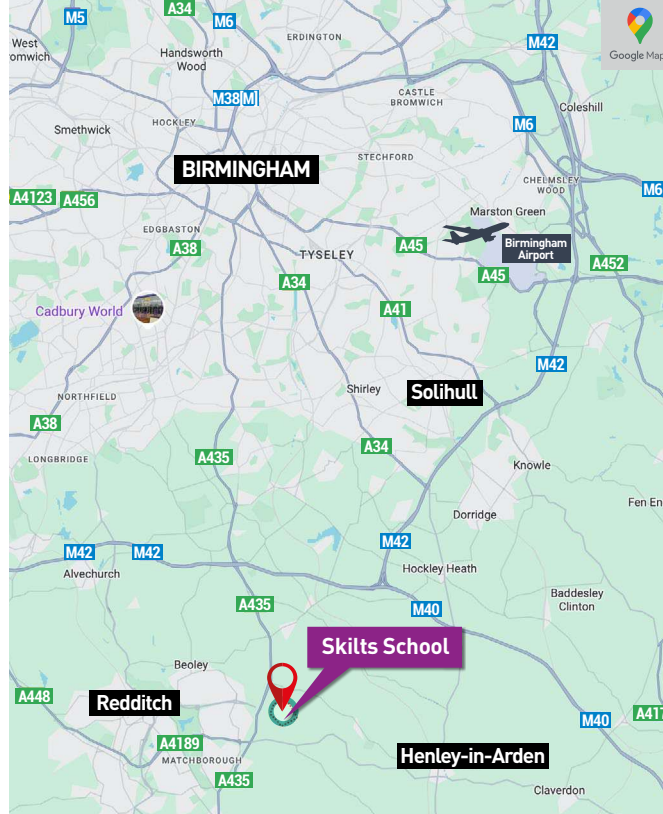 M5
A34
M6
ERDINGTON
M42
Google Map
West
omwich
Handsworth
Wood
CASTLE
BROMWICH
Coleshill
M38
Smethwick
HOCKLEY
M6
BIRMINGHAM
STECHFORD
CHELMSLEY
WOOD
M6
A4123
A456
Marston Green
EDGBASTON
A38
TYSELEY
A45
Birmingham
Airport
A45
A452
A34
Cadbury World
A41
M42
NORTHFIELD
Shirley
Solihull
A38
A435
A34
LONGBRIDGE
Knowle
Fen En
Dorridge
M42
M42
M42
Alvechurch
Hockley Heath
A435
M40
Baddesley
Clinton
Skilts School
Beoley
A448
Redditch
A417
M40
A4189
MATCHBOROUGH
Henley-in-Arden
A435
Claverdon